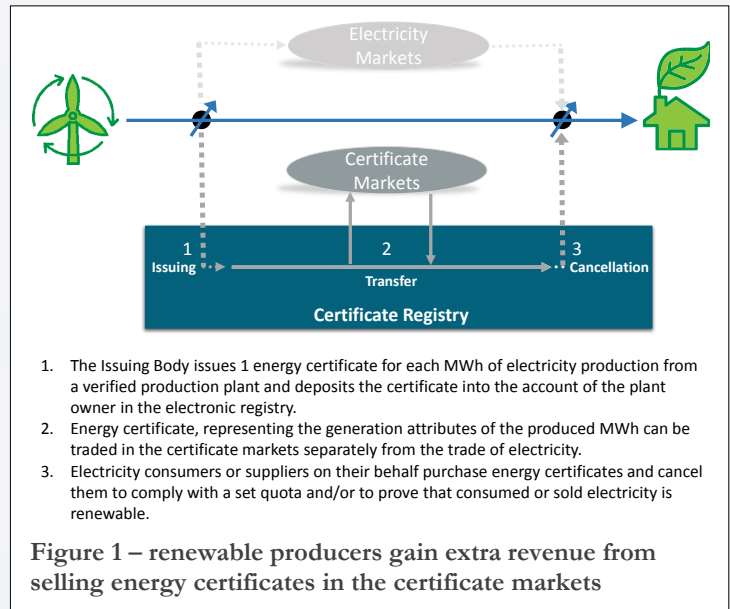 Electricity
Markets
Certificate
Markets
1
2
3
Issuing
Cancellation
Transfer
Certificate Registry
1. The Issuing Body issues 1 energy certificate for each MWh of electricity production from
a verified production plant and deposits the certificate into the account of the plant
owner in the electronic registry.
2. Energy certificate, representing the generation attributes of the produced MWh can be
traded in the certificate markets separately from the trade of electricity.
3. Electricity consumers or suppliers on their behalf purchase energy certificates and cancel
them to comply with a set quota and/or to prove that consumed or sold electricity is
renewable.
Figure 1 – renewable producers gain extra revenue from
selling energy certificates in the certificate markets